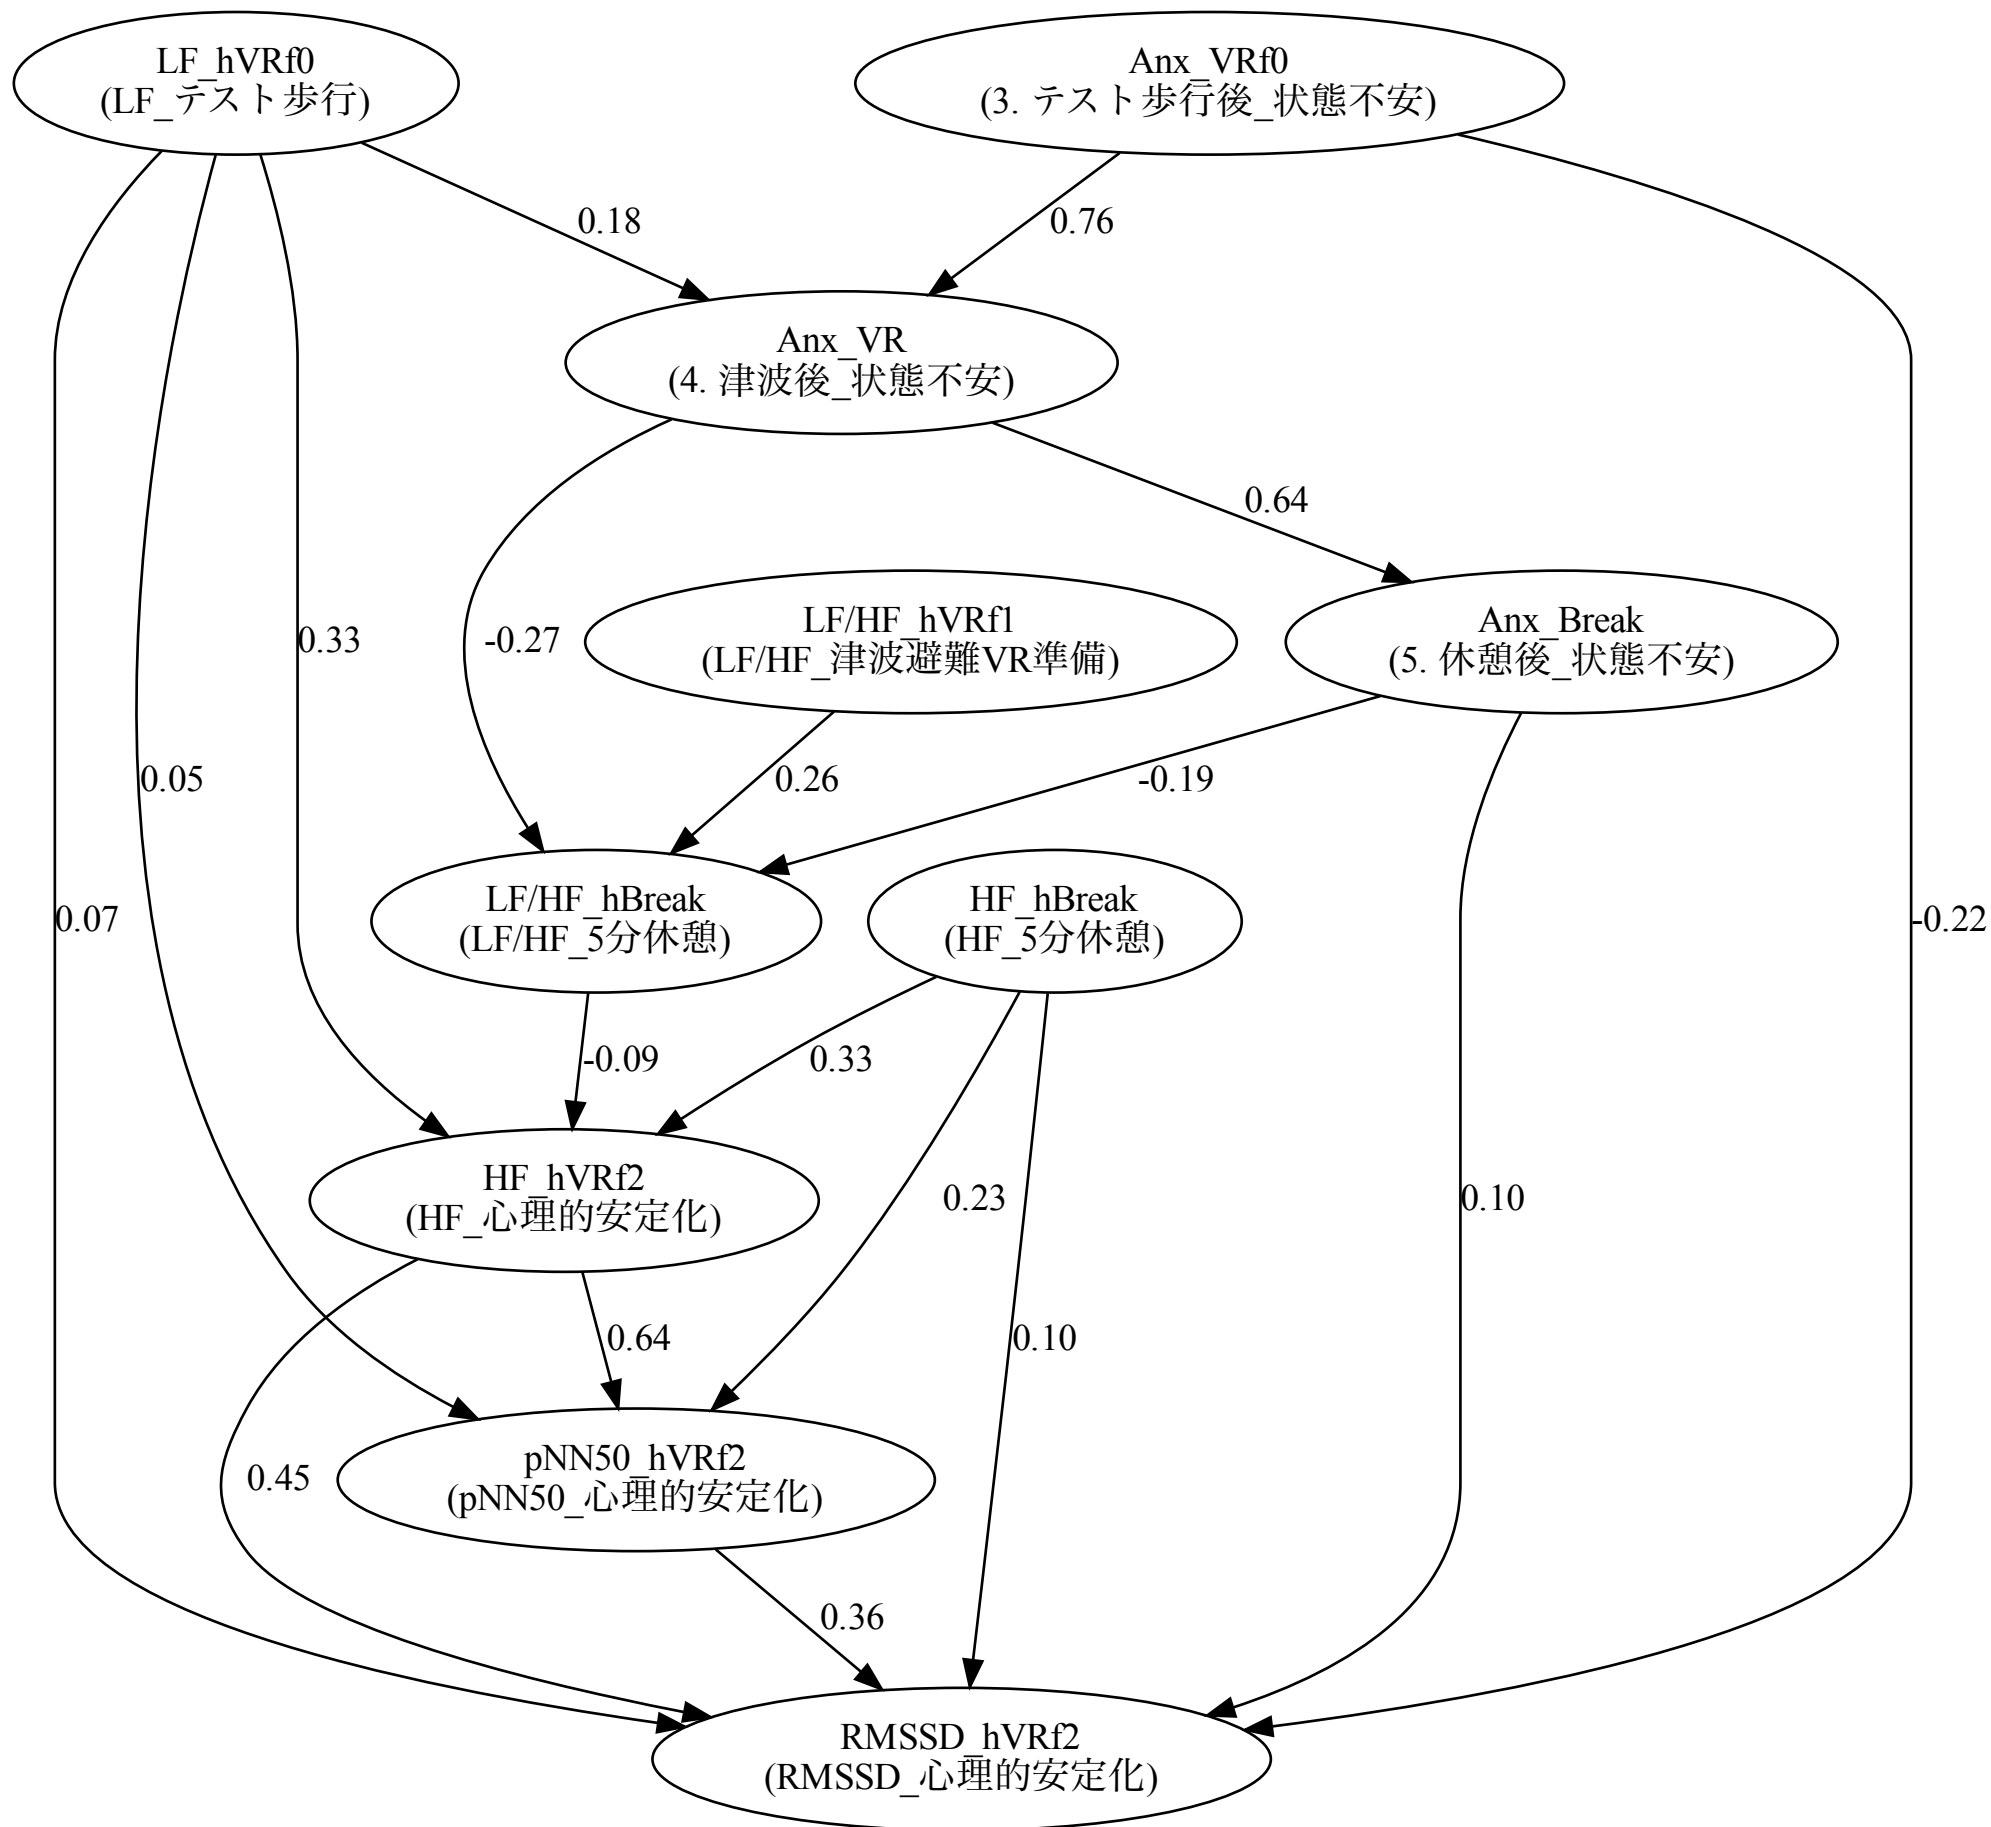 LF_hVRf0
(LF_テスト歩行)
Anx_VRf0
(3. テスト歩行後_状態不安)
0.18
0.76
Anx_VR
(4. 津波後_状態不安)
0.64
LF/HF_hVRf1
(LF/HF_津波避難VR準備)
Anx_Break
(5. 休憩後_状態不安)
0.33
-0.27
0.05
0.26
-0.19
LF/HF_hBreak
(LF/HF_5分休憩)
HF_hBreak
(HF_5分休憩)
0.07
-0.22
-0.09
0.33
HF_hVRf2
(HF_心理的安定化)
0.23
0.10
0.64
0.10
pNN50_hVRf2
(pNN50_心理的安定化)
0.45
0.36
RMSSD_hVRf2
(RMSSD_心理的安定化)